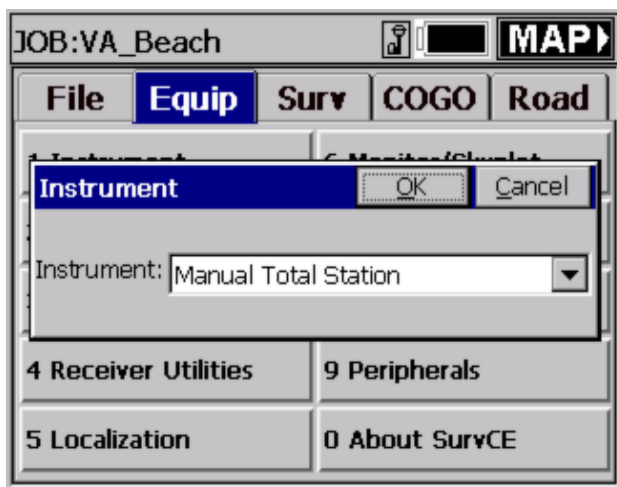 JOB:VA_Beach MAP
File Equip Surv COGO Road
Instrument OK Cancel
Instrument: Manual Total Station
4 Receiver Utilities 9 Peripherals
5 Localization 0 About SurvCE